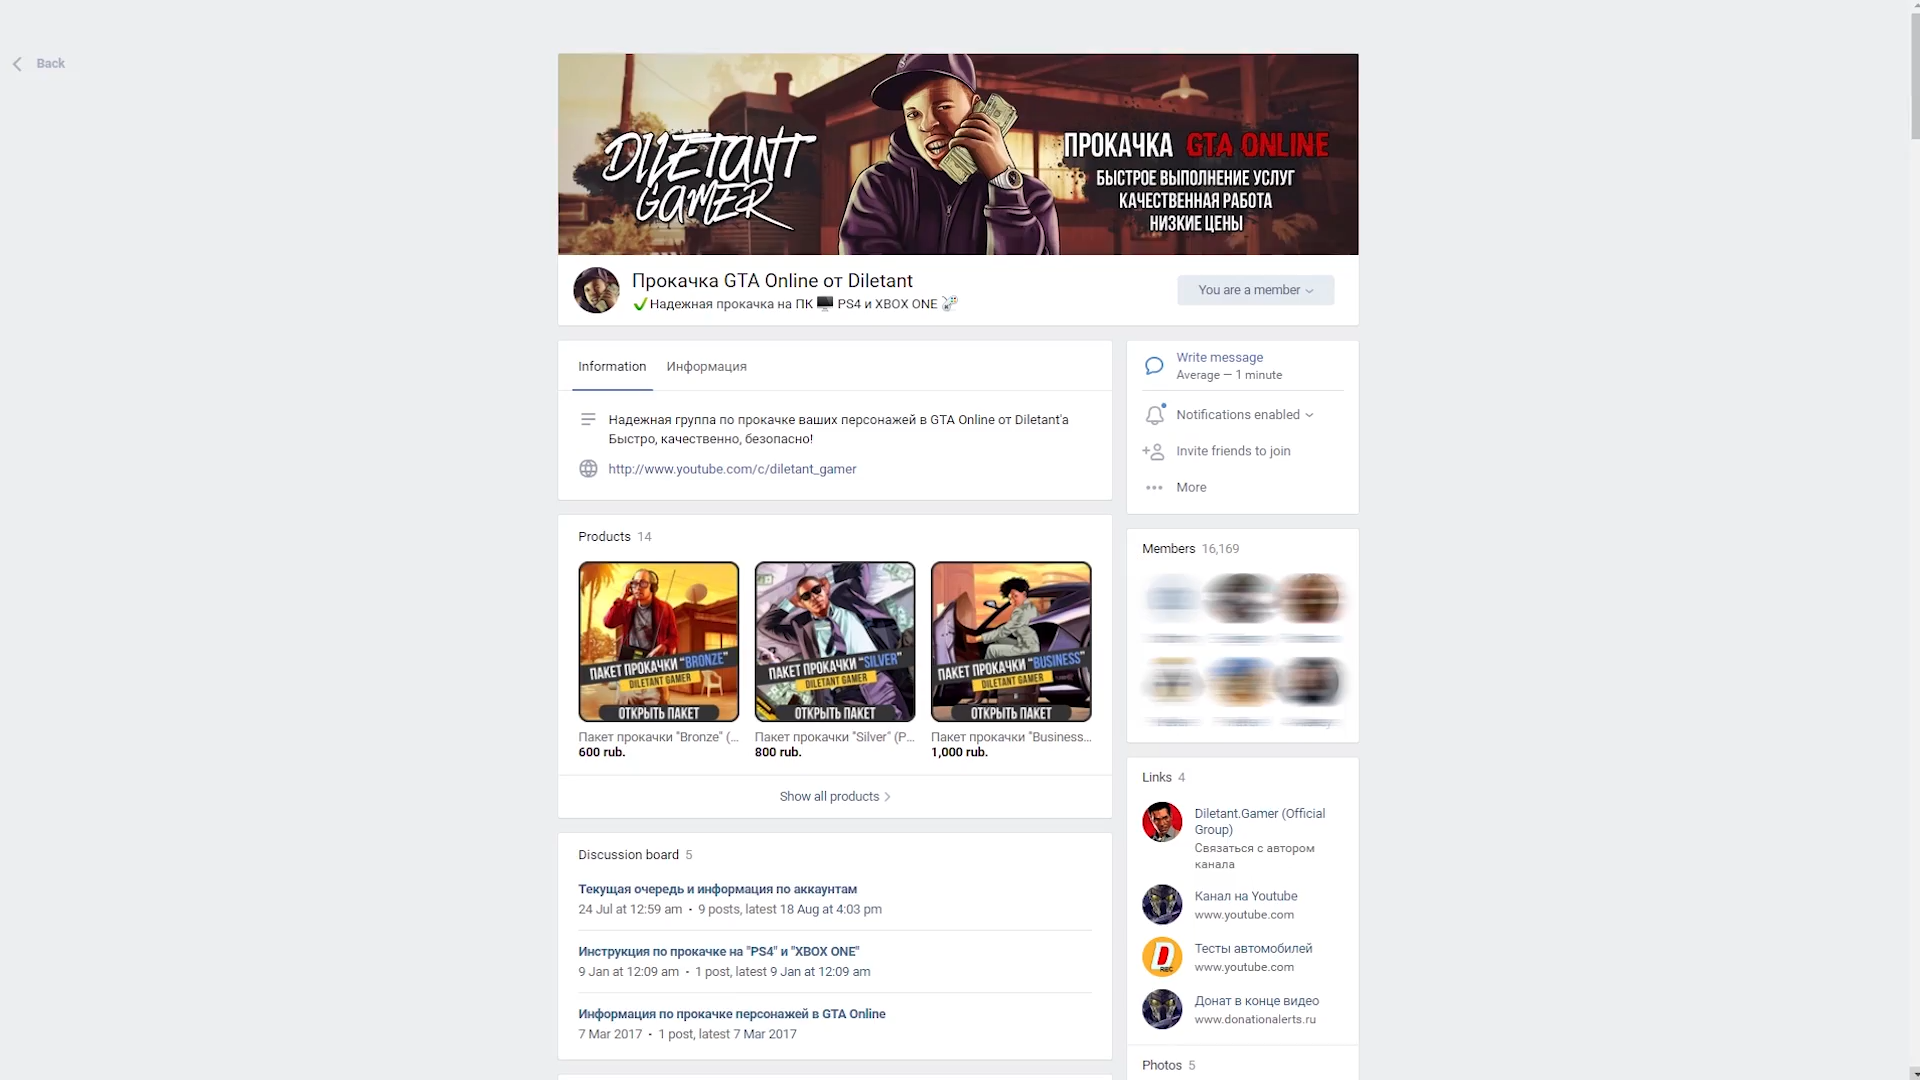 Back
DILETANT
GAMER
ПРОКАЧКА GTA ONLINE
БЫСТРОЕ ВЫПОЛНЕНИЕ УСЛУГ
КАЧЕСТВЕННАЯ РАБОТА
НИЗКИЕ ЦЕНЫ
Прокачка GTA Online от Diletant
✔Надежная прокачка на ПК 🖥 PS4 и XBOX ONE 🎮
You are a member
Information Информация
Надежная группа по прокачке ваших персонажей в GTA Online от Diletant'a
Быстро, качественно, безопасно!
http://www.youtube.com/c/diletant_gamer
Write message
Average — 1 minute
Notifications enabled
Invite friends to join
More
Products 14
ПАКЕТ ПРОКАЧКИ "BRONZE"
DILETANT GAMER
ОТКРЫТЬ ПАКЕТ
Пакет прокачки "Bronze" (...
600 rub.
ПАКЕТ ПРОКАЧКИ "SILVER"
DILETANT GAMER
ОТКРЫТЬ ПАКЕТ
Пакет прокачки "Silver" (P...
800 rub.
ПАКЕТ ПРОКАЧКИ "BUSINESS"
DILETANT GAMER
ОТКРЫТЬ ПАКЕТ
Пакет прокачки "Business...
1,000 rub.
Show all products
Members 16,169
Discussion board 5
Текущая очередь и информация по аккаунтам
24 Jul at 12:59 am · 9 posts, latest 18 Aug at 4:03 pm
Инструкция по прокачке на "PS4" и "XBOX ONE"
9 Jan at 12:09 am · 1 post, latest 9 Jan at 12:09 am
Информация по прокачке персонажей в GTA Online
7 Mar 2017 · 1 post, latest 7 Mar 2017
Links 4
Diletant.Gamer (Official
Group)
Связаться с автором
канала
Канал на Youtube
www.youtube.com
D
REC
Тесты автомобилей
www.youtube.com
Донат в конце видео
www.donationalerts.ru
Photos 5